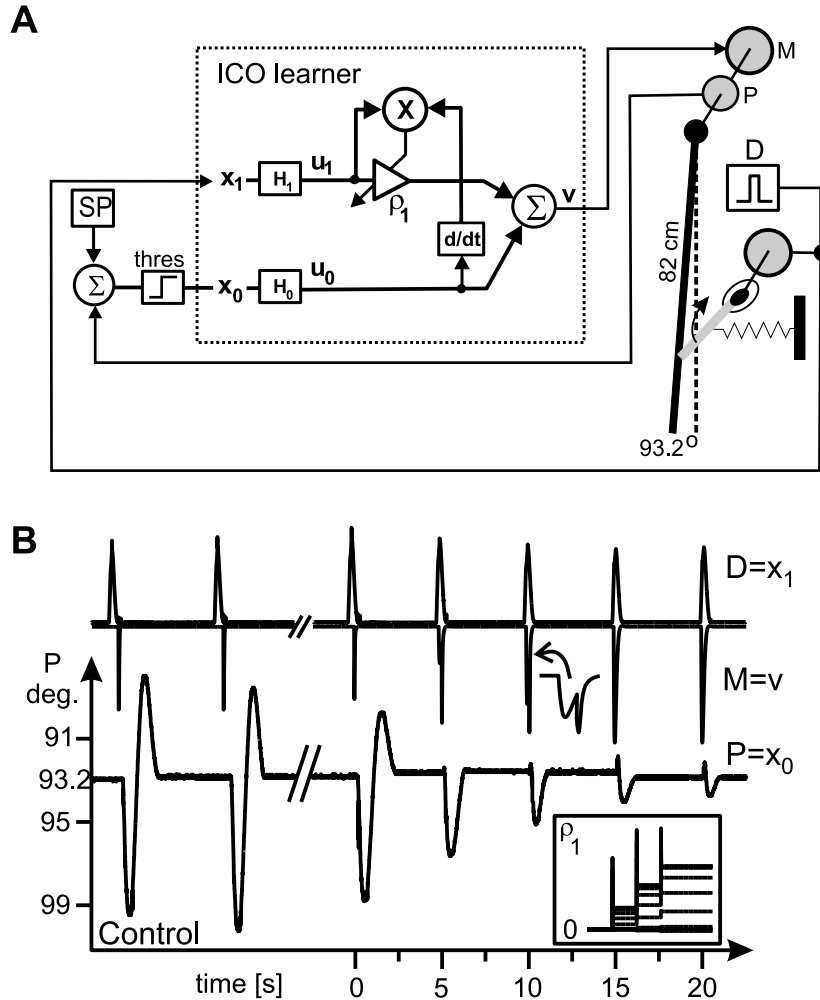 A
ICO learner
M
P
X
D
x1
H1
u1
ρ1
Σ
v
SP
thres
d/dt
82 cm
Σ
x0
H0
u0
93.2o
B
D=x1
P
deg.
M=v
91
P=x0
93.2
95
ρ1
99
0
Control
time [s]
0 5 10 15 20